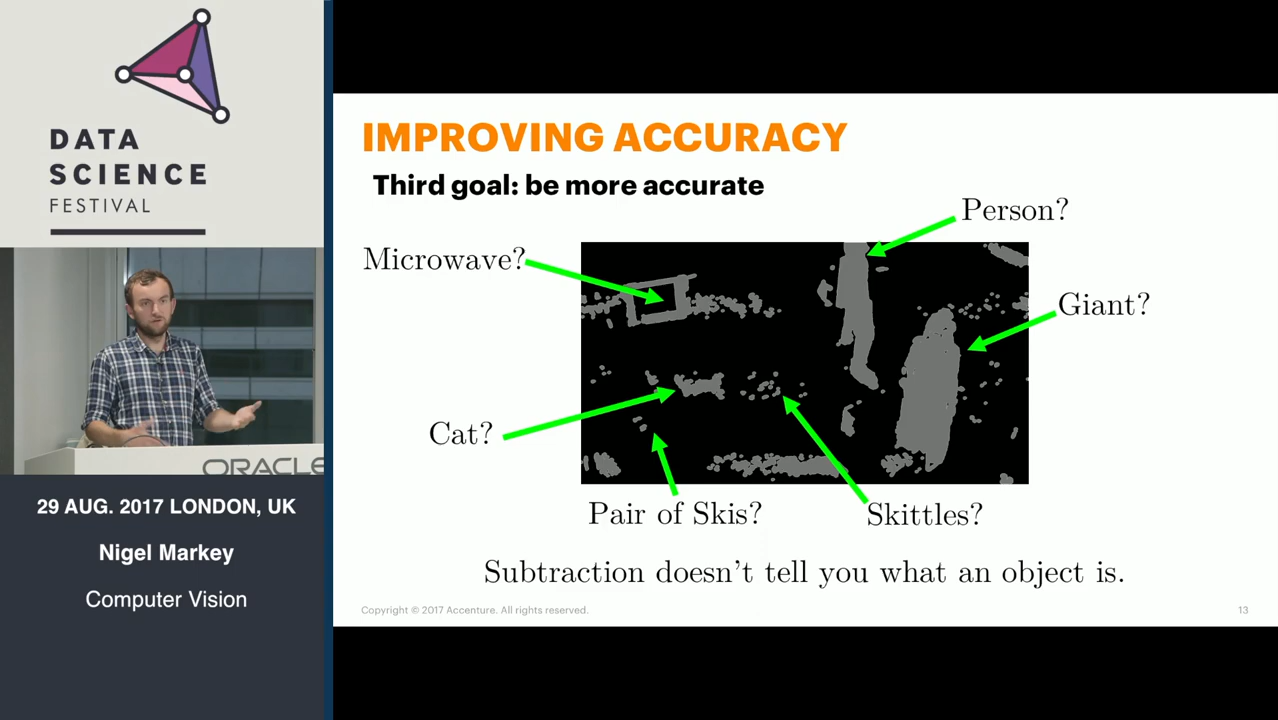 DATA
SCIENCE
FESTIVAL
ORACLE
29 AUG. 2017 LONDON, UK
Nigel Markey
Computer Vision
IMPROVING ACCURACY
Third goal: be more accurate
Person?
Microwave?
Giant?
Cat?
Pair of Skis?
Skittles?
Subtraction doesn't tell you what an object is.
Copyright © 2017 Accenture. All rights reserved.
13